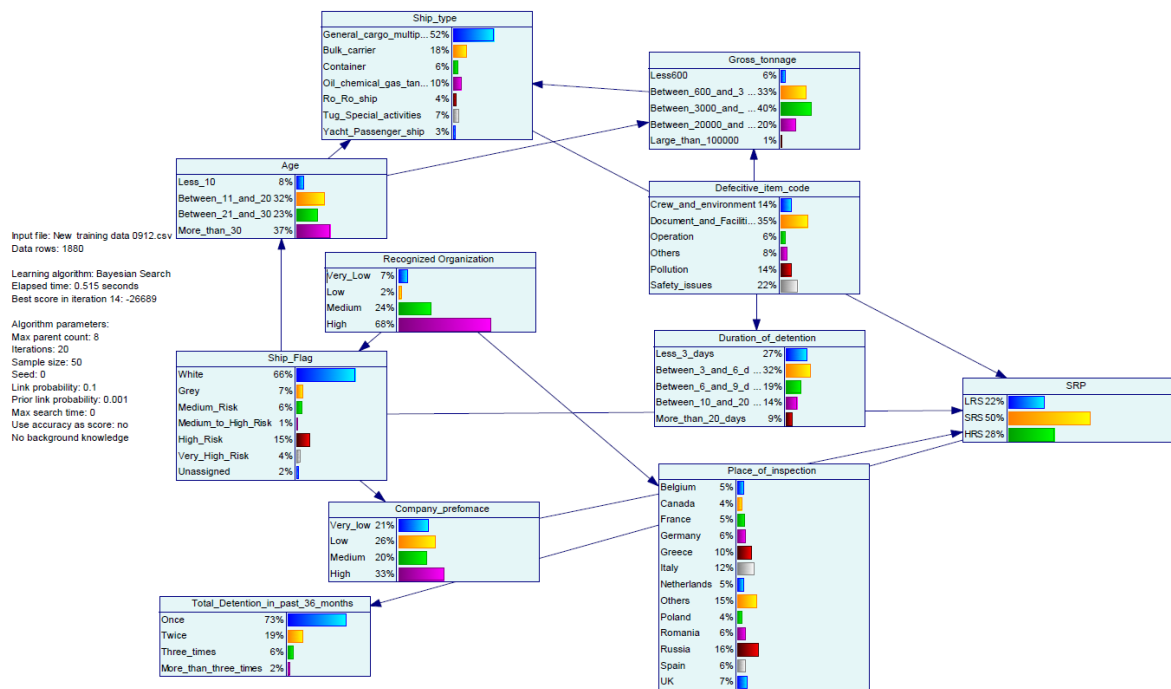 Ship_type
General_cargo_multip... 52%
Bulk_carrier 18%
Container 6%
Oil_chemical_gas_tan... 10%
Ro_Ro_ship 4%
Tug_Special_activities 7%
Yacht_Passenger_ship 3%
Gross_tonnage
Less600 6%
Between_600_and_3 ... 33%
Between_3000_and_ ... 40%
Between_20000_and ... 20%
Large_than_100000 1%
Age
Less_10 8%
Between_11_and_20 32%
Between_21_and_30 23%
More_than_30 37%
Defecitive_item_code
Crew_and_environment 14%
Document_and_Faciliti... 35%
Operation 6%
Others 8%
Pollution 14%
Safety_issues 22%
Input file: New training data 0912.csv
Data rows: 1880
Learning algorithm: Bayesian Search
Elapsed time: 0.515 seconds
Best score in iteration 14: -26689
Algorithm parameters:
Max parent count: 8
Iterations: 20
Sample size: 50
Seed: 0
Link probability: 0.1
Prior link probability: 0.001
Max search time: 0
Use accuracy as score: no
No background knowledge
Recognized Organization
Very_Low 7%
Low 2%
Medium 24%
High 68%
Ship_Flag
White 66%
Grey 7%
Medium_Risk 6%
Medium_to_High_Risk 1%
High_Risk 15%
Very_High_Risk 4%
Unassigned 2%
Duration_of_detention
Less_3_days 27%
Between_3_and_6_d ... 32%
Between_6_and_9_d ... 19%
Between_10_and_20 ... 14%
More_than_20_days 9%
SRP
LRS 22%
SRS 50%
HRS 28%
Place_of_inspection
Belgium 5%
Canada 4%
France 5%
Germany 6%
Greece 10%
Italy 12%
Netherlands 5%
Others 15%
Poland 4%
Romania 6%
Russia 16%
Spain 6%
UK 7%
Company_prefomace
Very_low 21%
Low 26%
Medium 20%
High 33%
Total_Detention_in_past_36_months
Once 73%
Twice 19%
Three_times 6%
More_than_three_times 2%